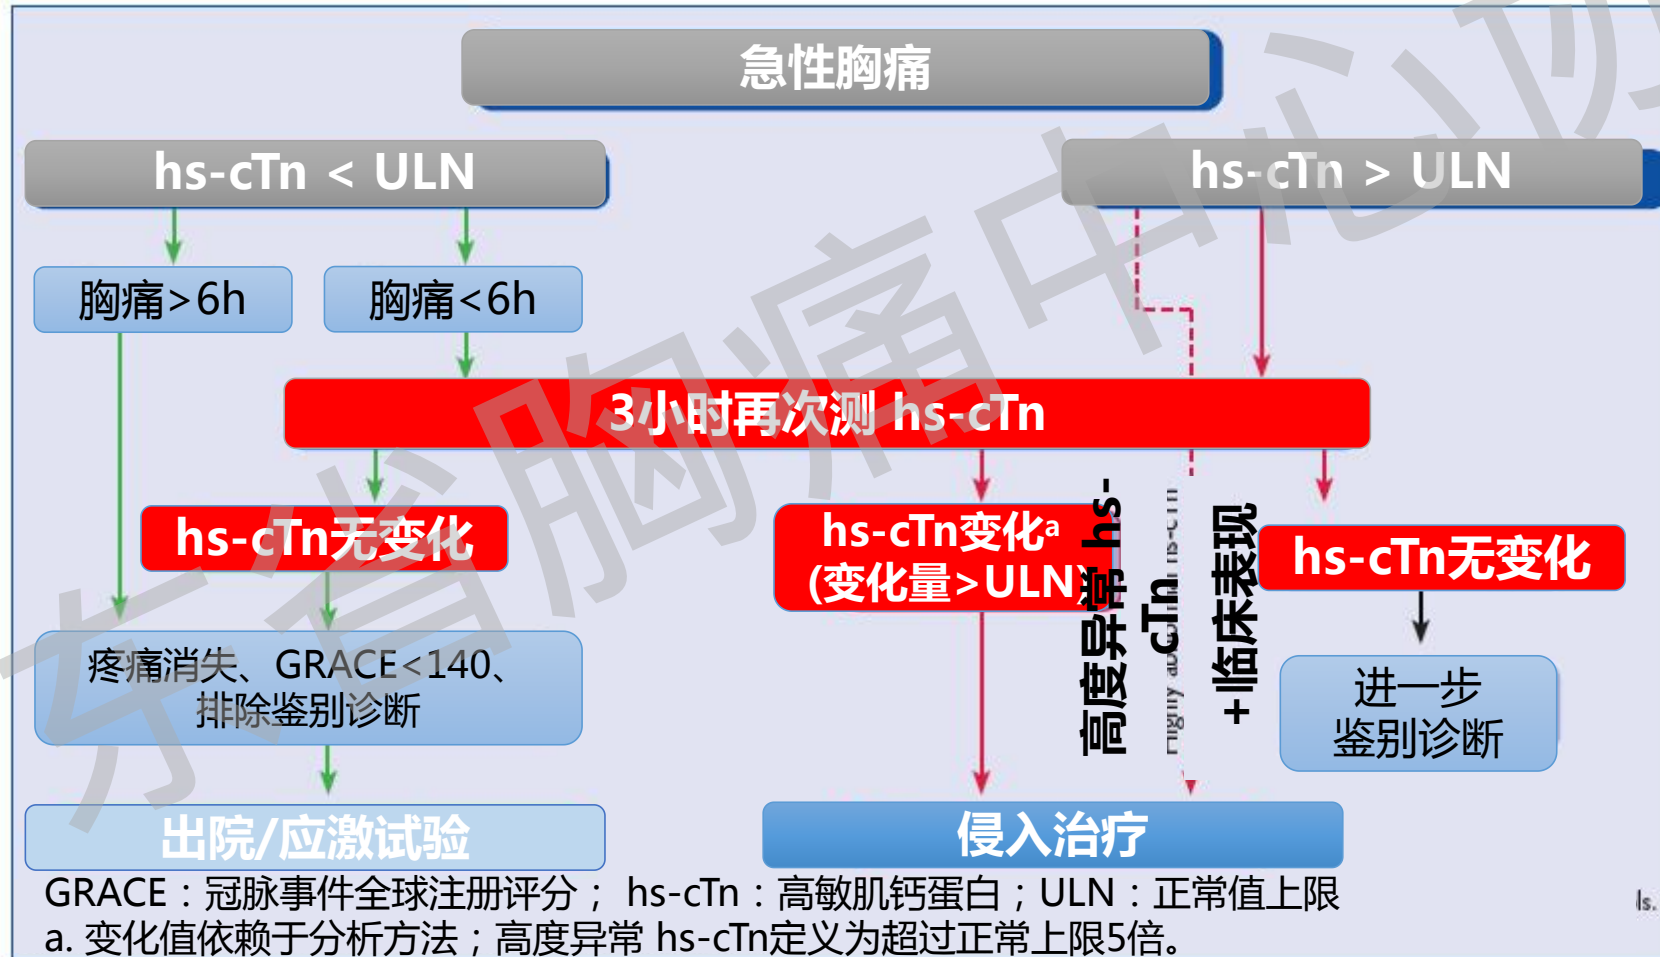 急性胸痛
hs-cTn < ULN
hs-cTn > ULN
胸痛>6h
胸痛<6h
3小时再次测 hs-cTn
hs-cTn无变化
hs-cTn变化a
(变化量>ULN)
高度异常 hs-
cTn
+临床表现
hs-cTn无变化
疼痛消失、GRACE<140、
排除鉴别诊断
进一步
鉴别诊断
出院/应激试验
侵入治疗
GRACE：冠脉事件全球注册评分； hs-cTn：高敏肌钙蛋白；ULN：正常值上限
a. 变化值依赖于分析方法；高度异常 hs-cTn定义为超过正常上限5倍。
ls.
东省胸痛中心